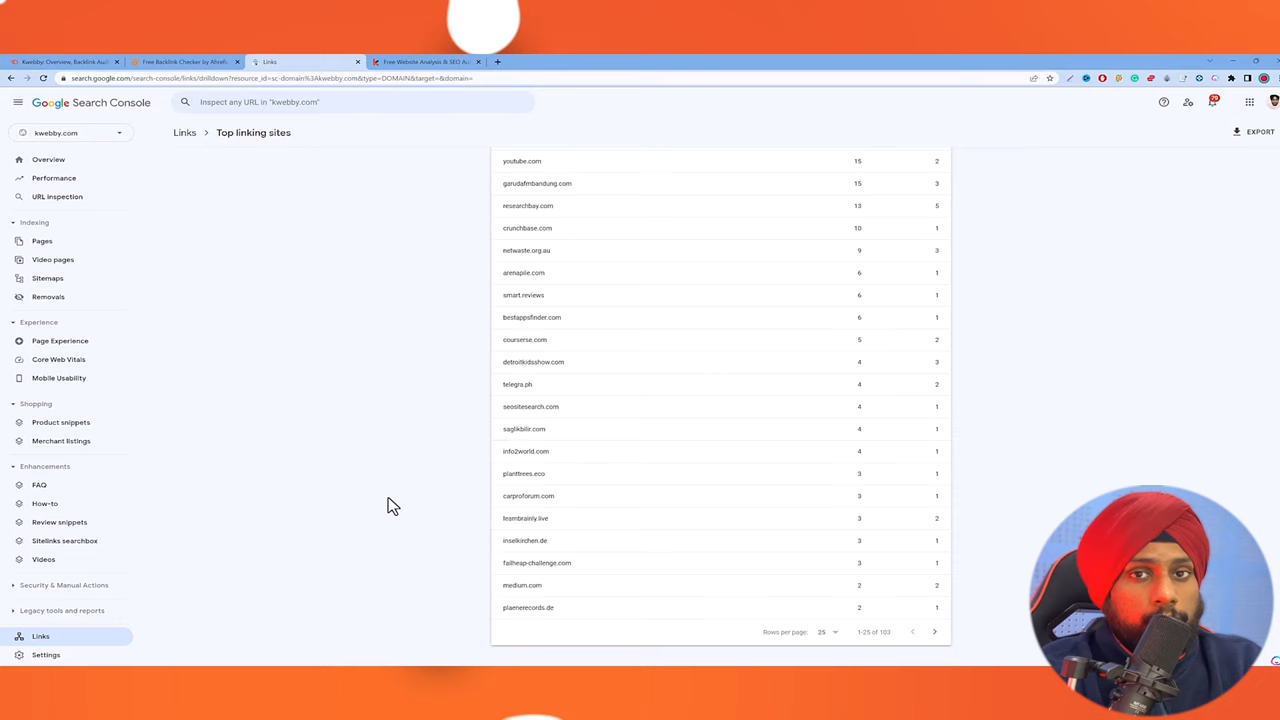 Kwebby: Overview, Backlink Audi
Free Backlink Checker by Ahrefs
Links
Free Website Analysis & SEO Au
search.google.com/search-console/links/drilldown?resource_id=sc-domain%3Akwebby.com&type=DOMAIN&target=&domain=
Google Search Console
Inspect any URL in "kwebby.com"
79
kwebby.com
Links > Top linking sites
EXPORT
Overview
Performance
URL inspection
Indexing
Pages
Video pages
Sitemaps
Removals
Experience
Page Experience
Core Web Vitals
Mobile Usability
Shopping
Product snippets
Merchant listings
Enhancements
FAQ
How-to
Review snippets
Sitelinks searchbox
Videos
Security & Manual Actions
Legacy tools and reports
Links
Settings
youtube.com 15 2
garudafmbandung.com 15 3
researchbay.com 13 5
crunchbase.com 10 1
netwaste.org.au 9 3
arenapile.com 6 1
smart.reviews 6 1
bestappsfinder.com 6 1
courserse.com 5 2
detroitkidsshow.com 4 3
telegra.ph 4 2
seositesearch.com 4 1
saglikbilir.com 4 1
info2world.com 4 1
planttrees.eco 3 1
carproforum.com 3 1
learnbrainly.live 3 2
inselkirchen.de 3 1
failheap-challenge.com 3 1
medium.com 2 2
plaenerecords.de 2 1
Rows per page: 25 1-25 of 103